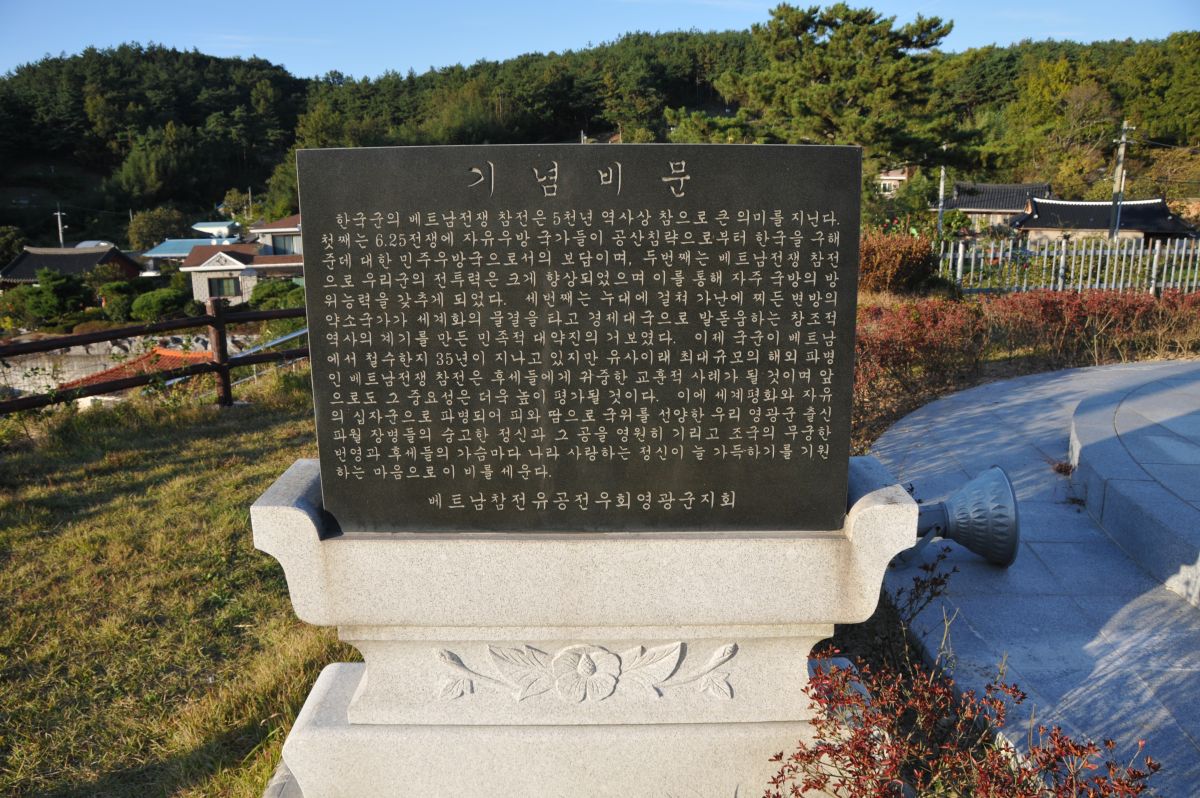 기념비문
한국군의 베트남전쟁 참전은 5천년 역사상 참으로 큰 의미를 지닌다.
첫째는 6.25전쟁에 자유우방 국가들이 공산침략으로부터 한국을 구해
준데 대한 민주우방국으로서의 보답이며, 두번째는 베트남전쟁 참전
으로 우리군의 전투력은 크게 향상되었으며 이를 통해 자주 국방의 방
위능력을 갖추게 되었다. 세번째는 누대에 걸쳐 가난에 찌든 변방의
약소국가가 세계화의 물결을 타고 경제대국으로 발돋음하는 창조적
역사의 계기를 만든 민족적 대약진의 거보였다. 이제 국군이 베트남
에서 철수한지 35년이 지나고 있지만 유사이래 최대규모의 해외 파병
인 베트남전쟁 참전은 후세들에게 귀중한 교훈적 사례가 될 것이며 앞
으로도 그 중요성은 더욱 높이 평가될 것이다. 이에 세계평화와 자유
의 십자군으로 파병되어 피와 땀으로 국위를 선양한 우리 영광군 출신
파월 장병들의 숭고한 정신과 그 공을 영원히 기리고 조국의 무궁한
번영과 후세들의 가슴마다 나라 사랑하는 정신이 늘 가득하기를 기원
하는 마음으로 이 비를 세운다.
베트남참전유공전우회영광군지회